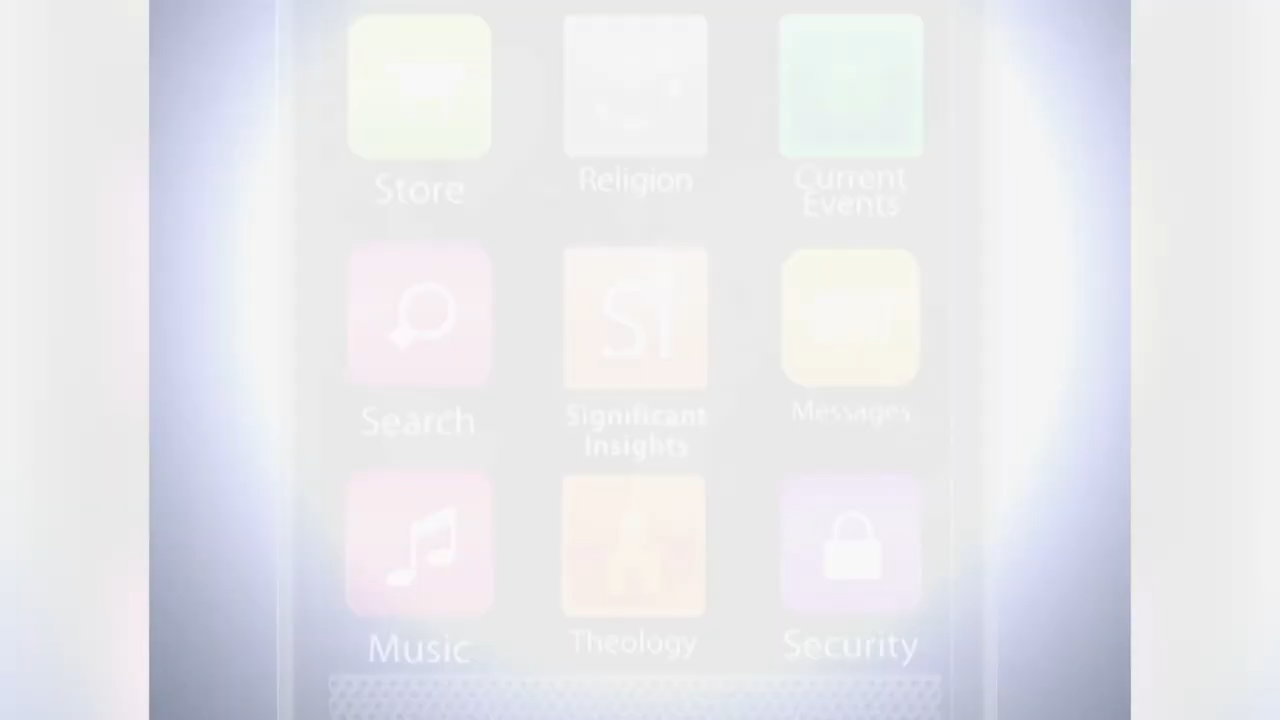 Store
Religion
Current
Events
Search
Si
Significant
Insights
Messages
Music
Theology
Security